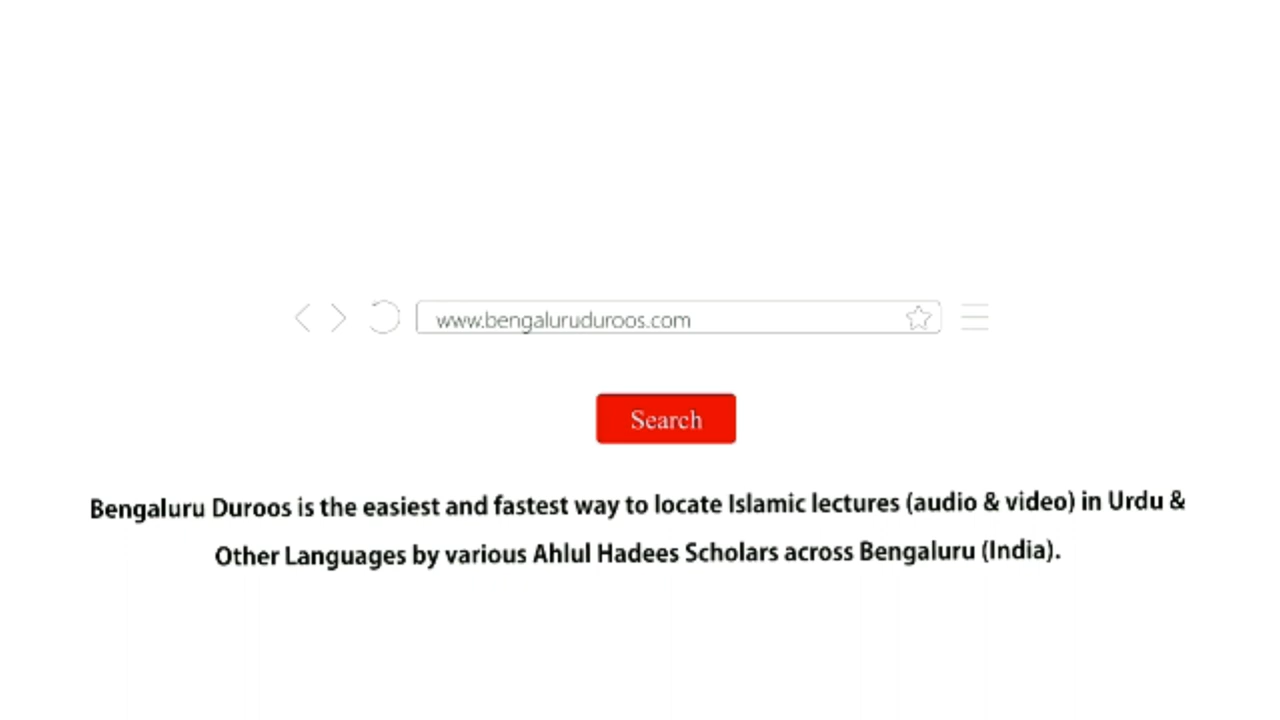 www.bengaluruduroos.com
Search
Bengaluru Duroos is the easiest and fastest way to locate Islamic lectures (audio & video) in Urdu &
Other Languages by various Ahlul Hadees Scholars across Bengaluru (India).